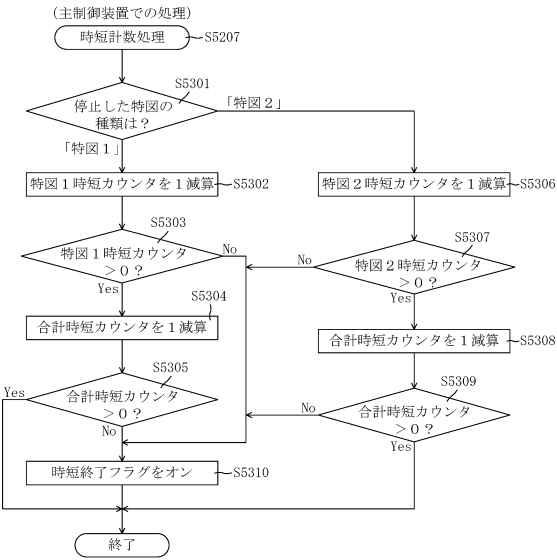 （主制御装置での処理）
時短計数処理
S5207
S5301
停止した特図の
種類は？
「特図２」
「特図１」
特図１時短カウンタを１減算
S5302
特図２時短カウンタを１減算
S5306
S5303
特図１時短カウンタ
＞０？
No
Yes
S5307
特図２時短カウンタ
＞０？
No
Yes
S5304
合計時短カウンタを１減算
合計時短カウンタを１減算
S5308
S5305
合計時短カウンタ
＞０？
Yes
No
S5309
合計時短カウンタ
＞０？
No
Yes
時短終了フラグをオン
S5310
終了